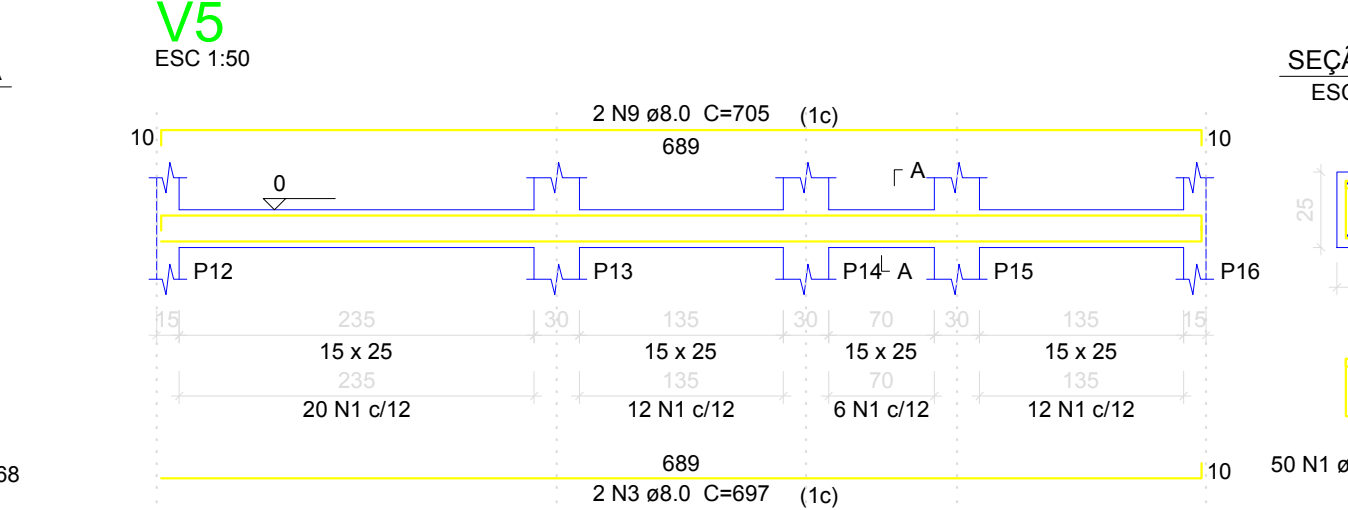 V5
ESC 1:50
SEÇÃ
ESC
2 N9 ø8.0 C=705 (1c)
10
689
10
A
0
25
P12
P13
P14
A
P15
P16
15
235
30
135
30
70
30
135
15
15 x 25
15 x 25
15 x 25
15 x 25
235
135
70
135
20 N1 c/12
12 N1 c/12
6 N1 c/12
12 N1 c/12
68
689
10
50 N1 ø
2 N3 ø8.0 C=697 (1c)